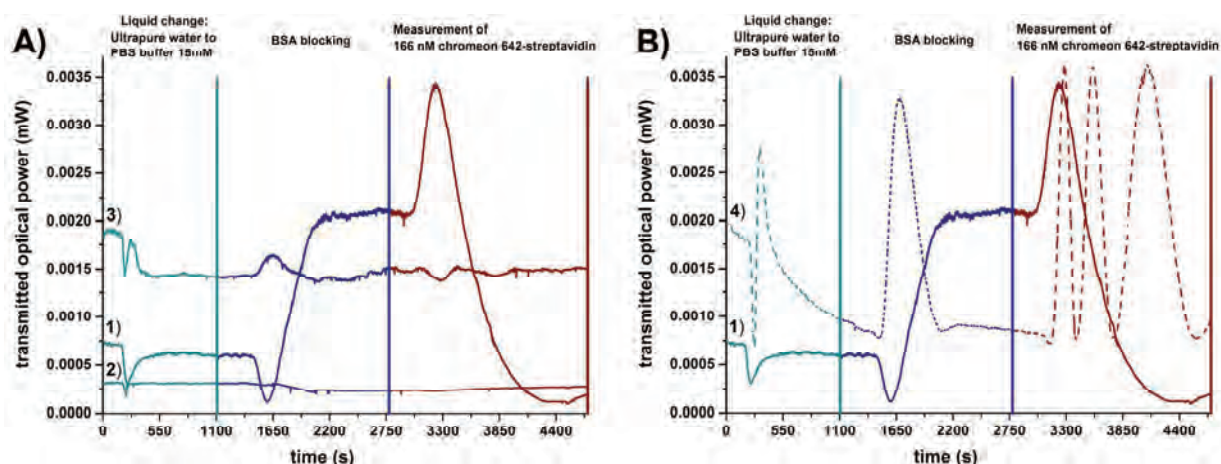 A)
Liquid change:
Ultrapure water to
PBS buffer 15mM
BSA blocking
Measurement of
166 nM chromeon 642-streptavidin
transmitted optical power (mW)
0.0035
0.0030
0.0025
0.0020
0.0015
0.0010
0.0005
0.0000
3)
1)
2)
0 550 1100 1650 2200 2750 3300 3850 4400
time (s)
B)
Liquid change:
Ultrapure water to
PBS buffer 15mM
BSA blocking
Measurement of
166 nM chromeon 642-streptavidin
transmitted optical power (mW)
0.0035
0.0030
0.0025
0.0020
0.0015
0.0010
0.0005
0.0000
4)
1)
0 550 1100 1650 2200 2750 3300 3850 4400
time (s)